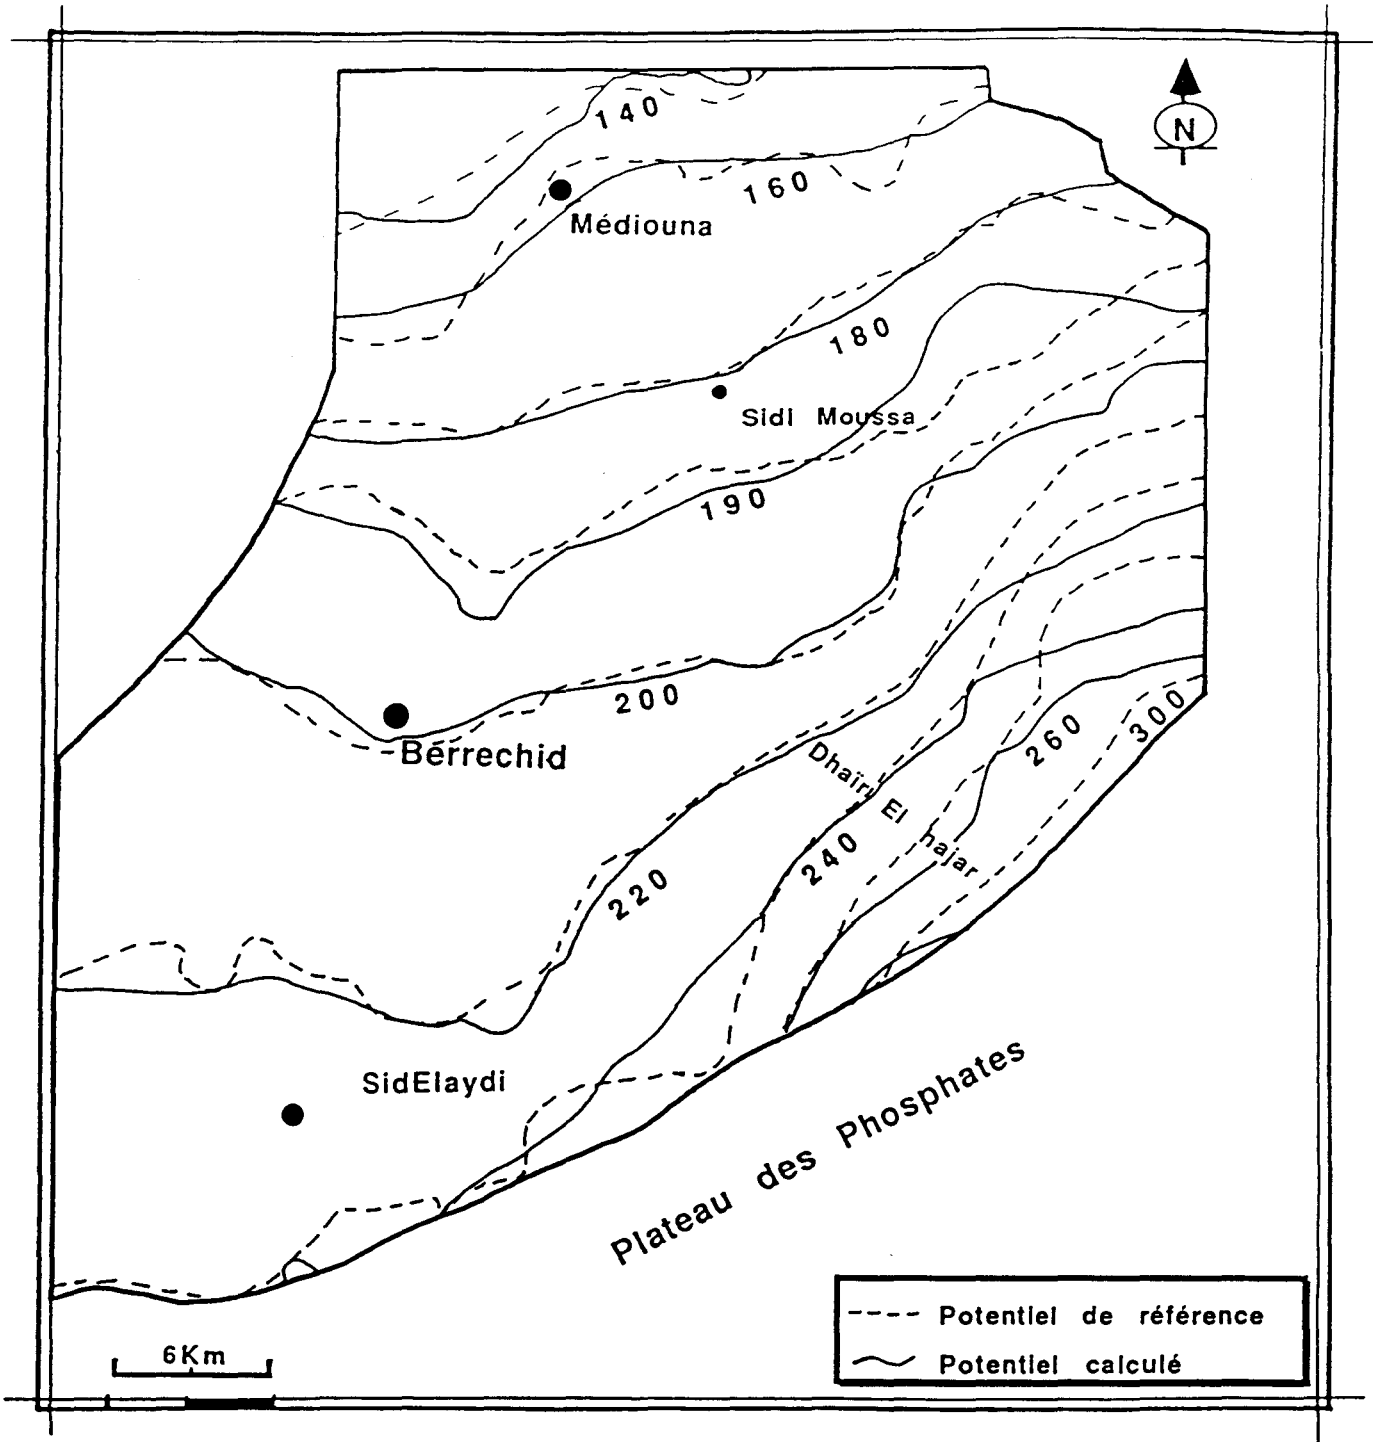 N
140
160
Médiouna
180
Sidi Moussa
190
200
Bérrechid
Dhaïr El hajar
300
260
240
220
SidElaydi
Plateau des Phosphates
Potentiel de référence
Potentiel calculé
6Km